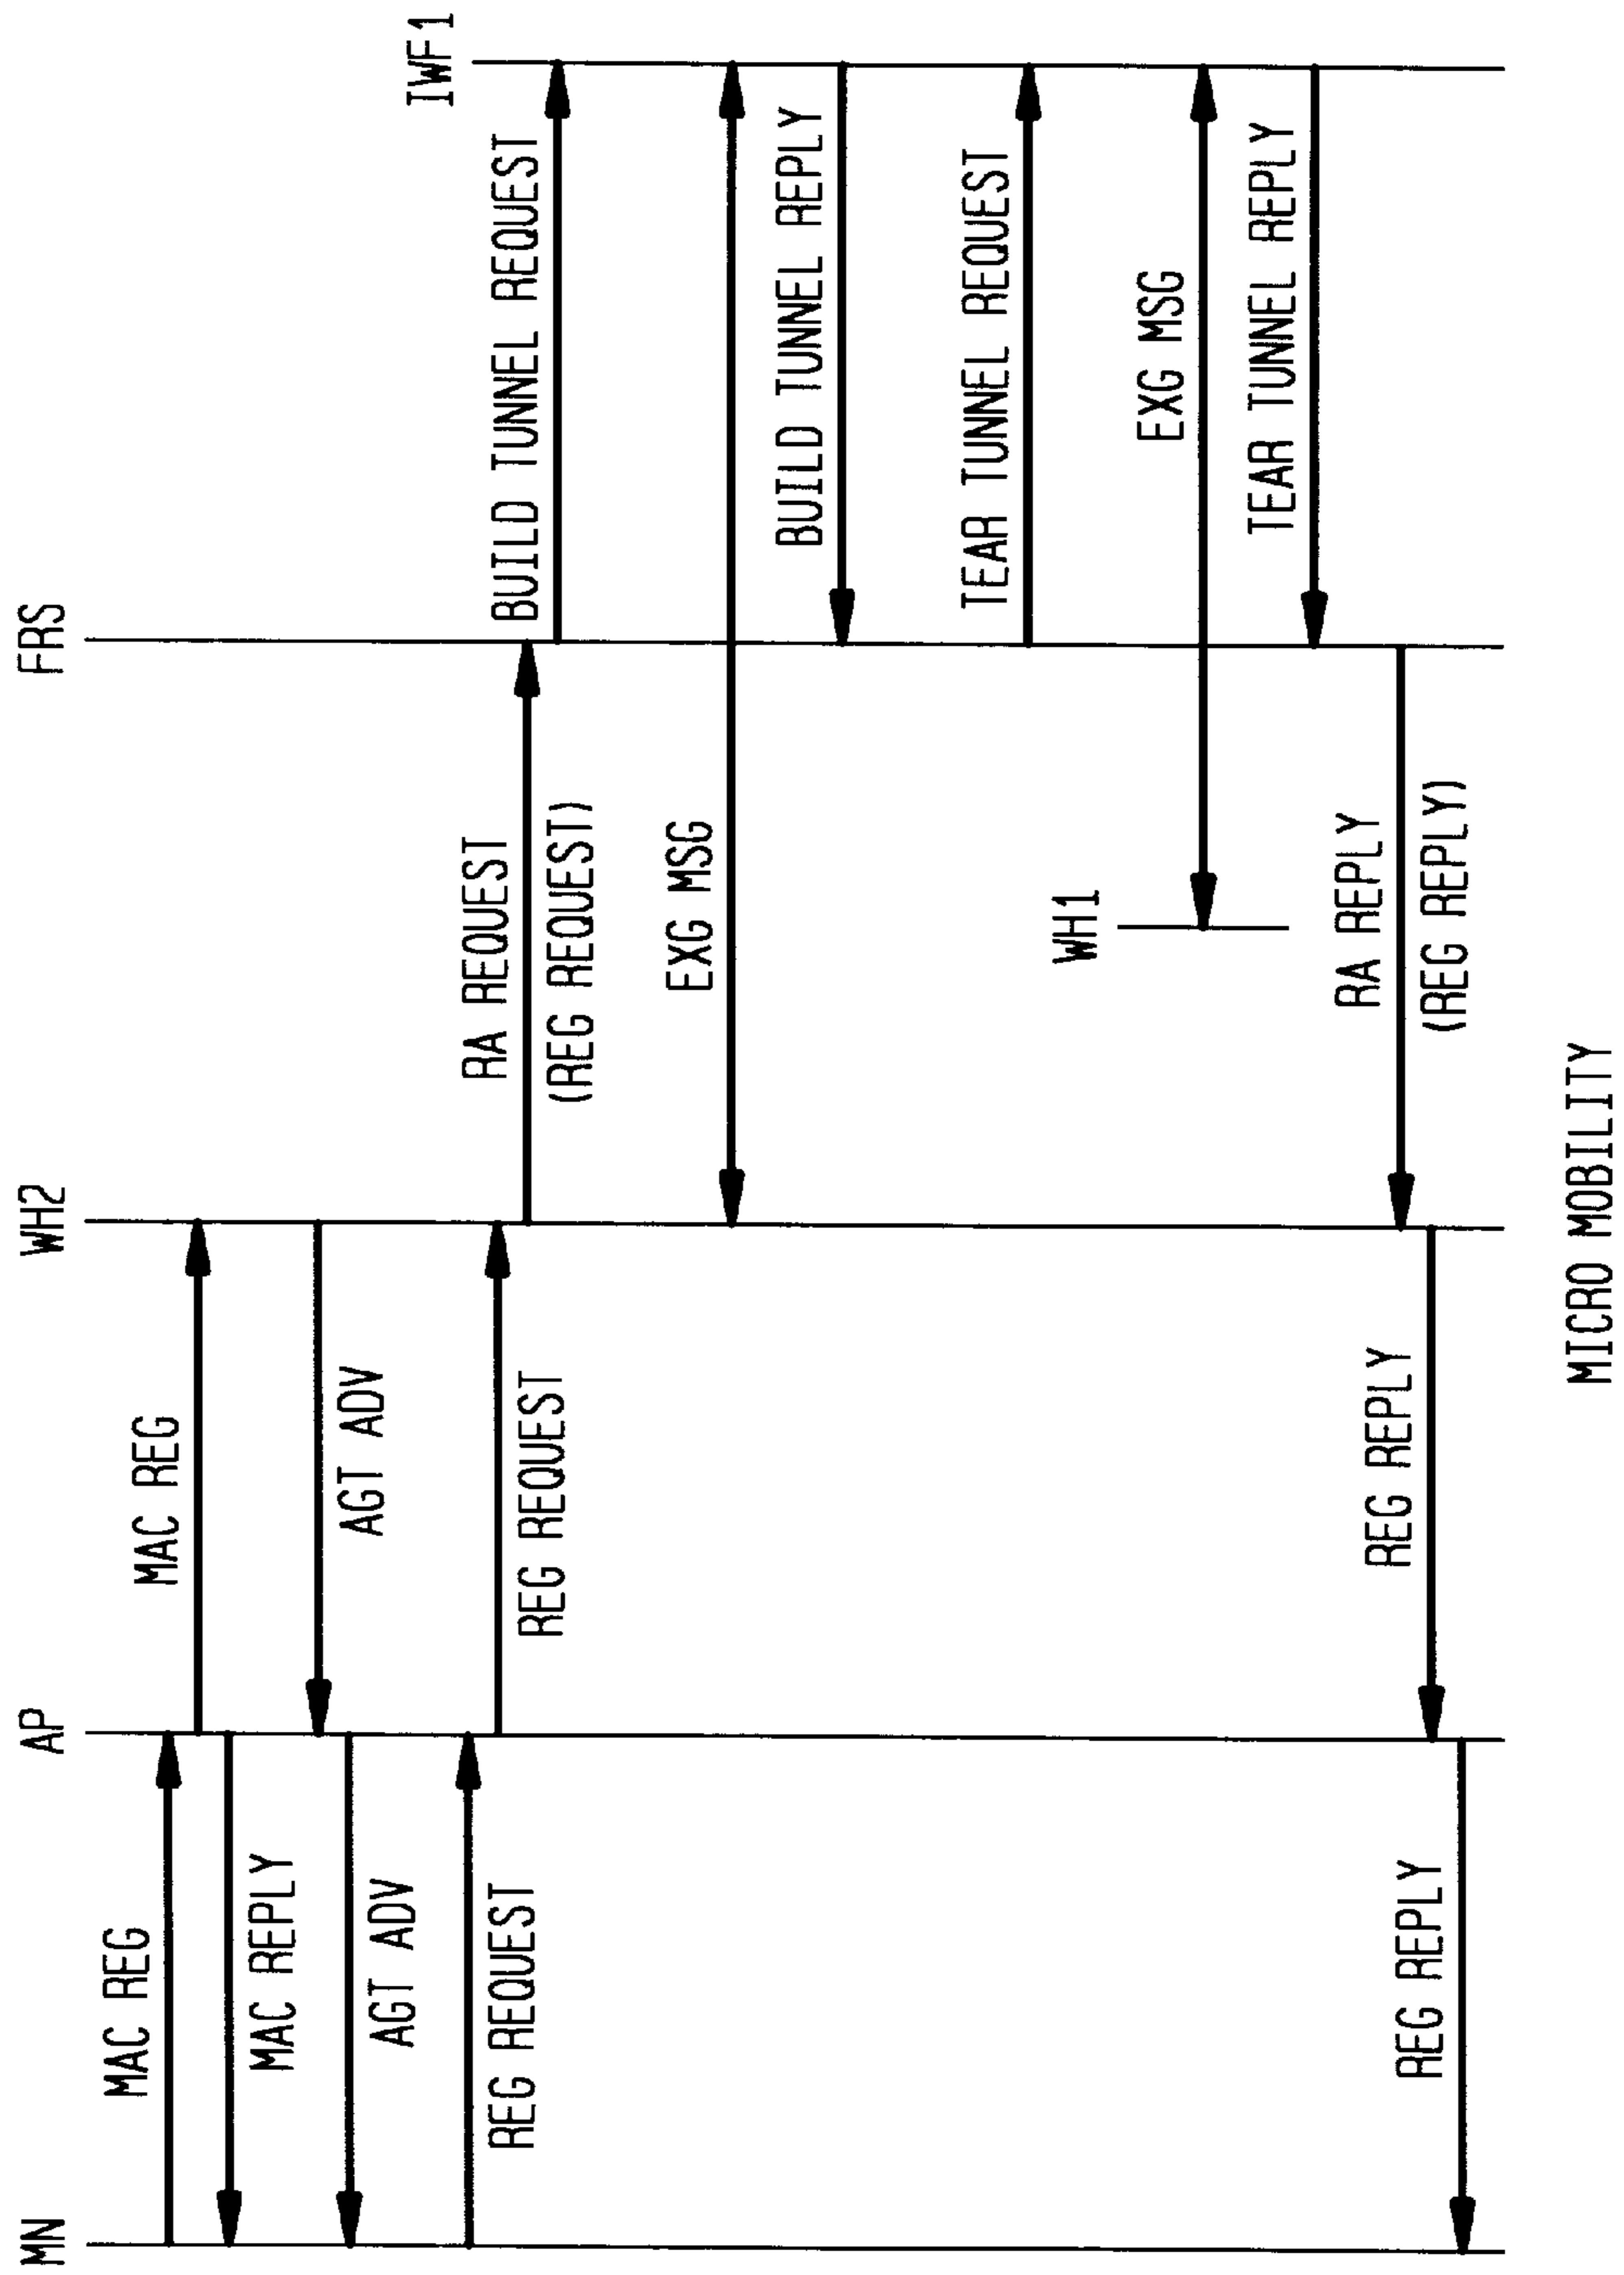 MN
AP
WH2
FRS
IWF1
MAC REG
MAC REG
MAC REPLY
AGT ADV
AGT ADV
REG REQUEST
REG REQUEST
RA REQUEST
(REG REQUEST)
BUILD TUNNEL REQUEST
EXG MSG
BUILD TUNNEL REPLY
TEAR TUNNEL REQUEST
WH1
EXG MSG
TEAR TUNNEL REPLY
RA REPLY
(REG REPLY)
REG REPLY
REG REPLY
MICRO MOBILITY